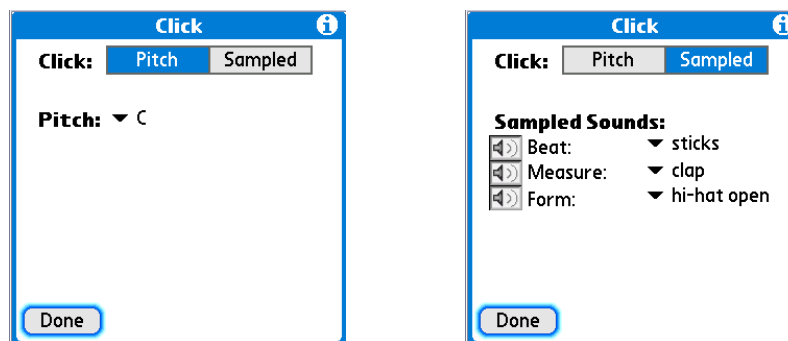 Click
Click: Pitch Sampled
Pitch: C
Done
Click
Click: Pitch Sampled
Sampled Sounds:
Beat: sticks
Measure: clap
Form: hi-hat open
Done